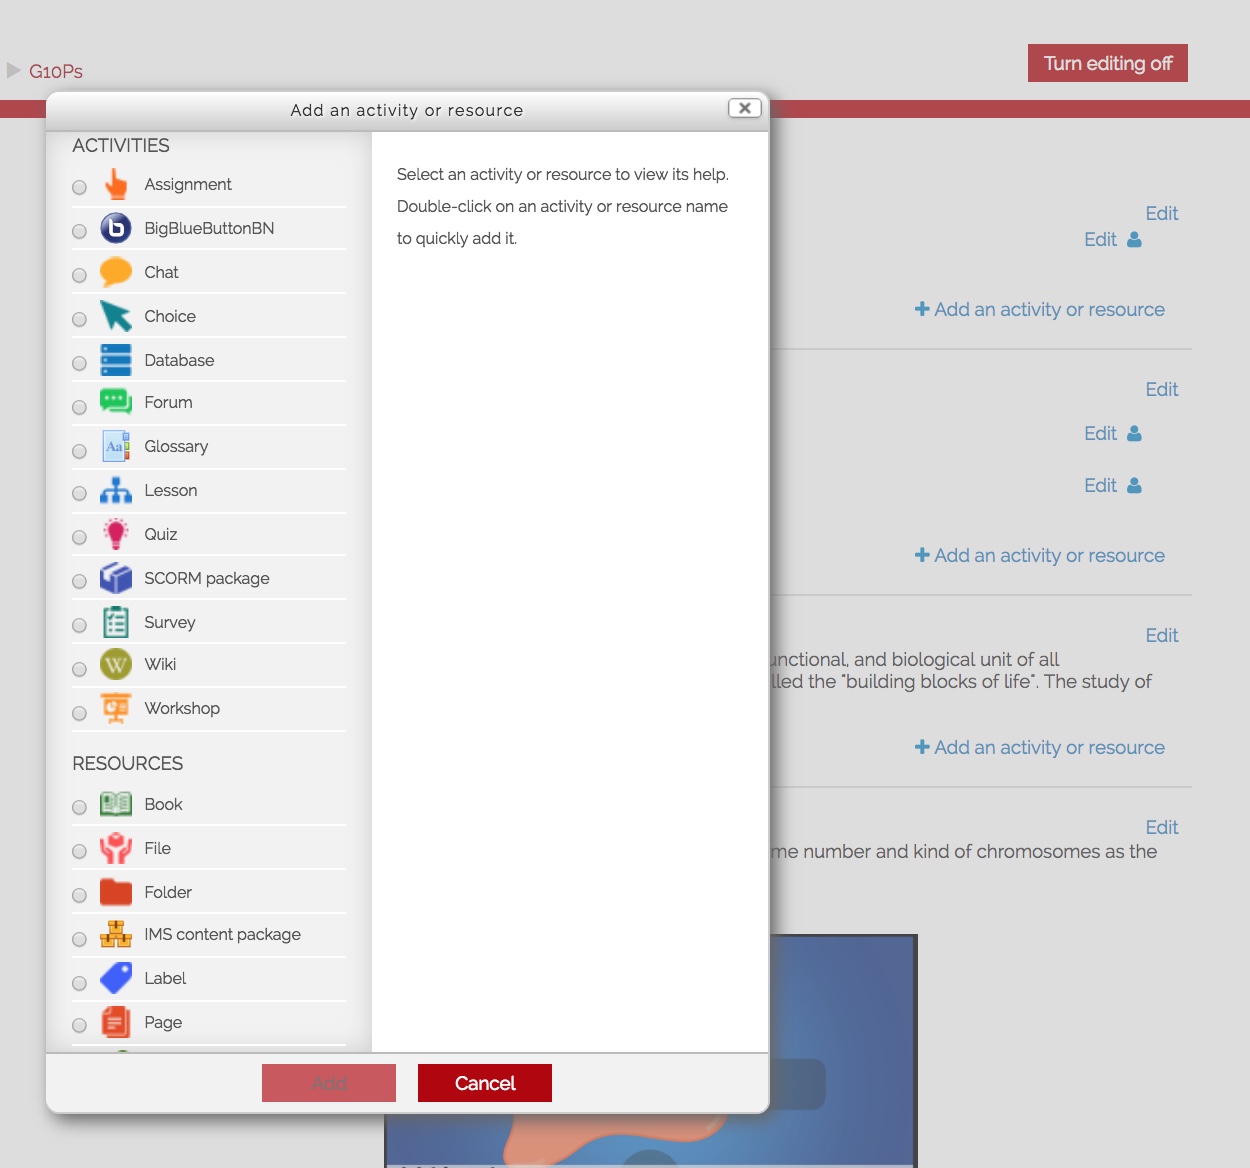 G10Ps
Turn editing off
Add an activity or resource
ACTIVITIES
Assignment
BigBlueButtonBN
Chat
Choice
Database
Forum
Glossary
Lesson
Quiz
SCORM package
Survey
Wiki
Workshop
RESOURCES
Book
File
Folder
IMS content package
Label
Page
Select an activity or resource to view its help.
Double-click on an activity or resource name
to quickly add it.
Add
Cancel
Edit
Edit
Add an activity or resource
Edit
Edit
Edit
Add an activity or resource
Edit
unctional, and biological unit of all
lled the "building blocks of life". The study of
Add an activity or resource
Edit
me number and kind of chromosomes as the